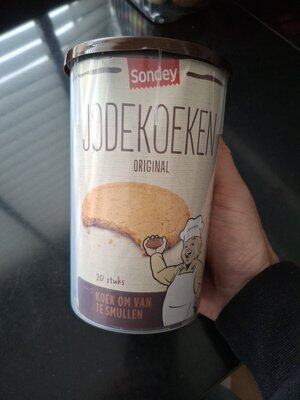 Sondey
JODEKOEKEN
ORIGINAL
20 stuks
KOEK OM VAN
TE SMULLEN